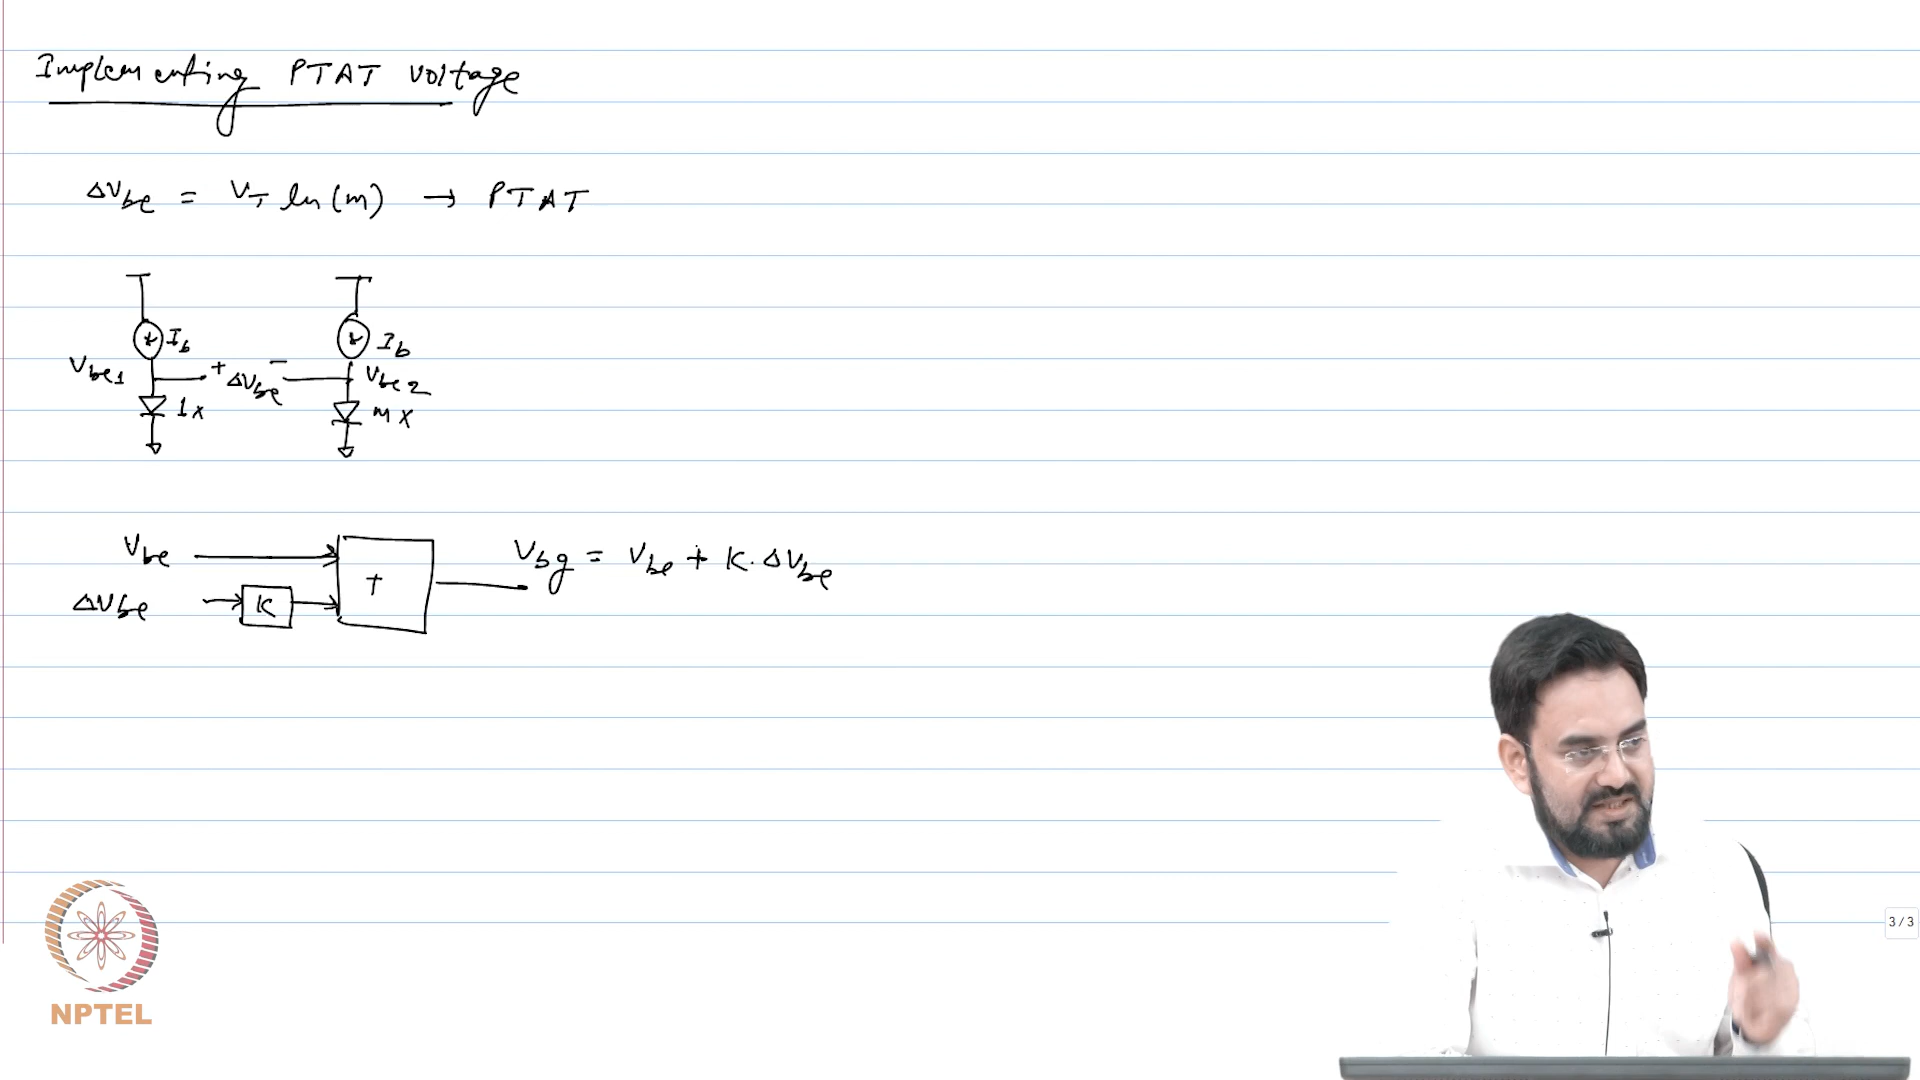 Implementing PTAT voltage
ΔVbe = VT ln(m) → PTAT
Ib Ib
Vbe1 + ΔVbe - Vbe2
1x mx
Vbe + Vbg = Vbe + K. ΔVbe
ΔVbe K
3 / 3
NPTEL